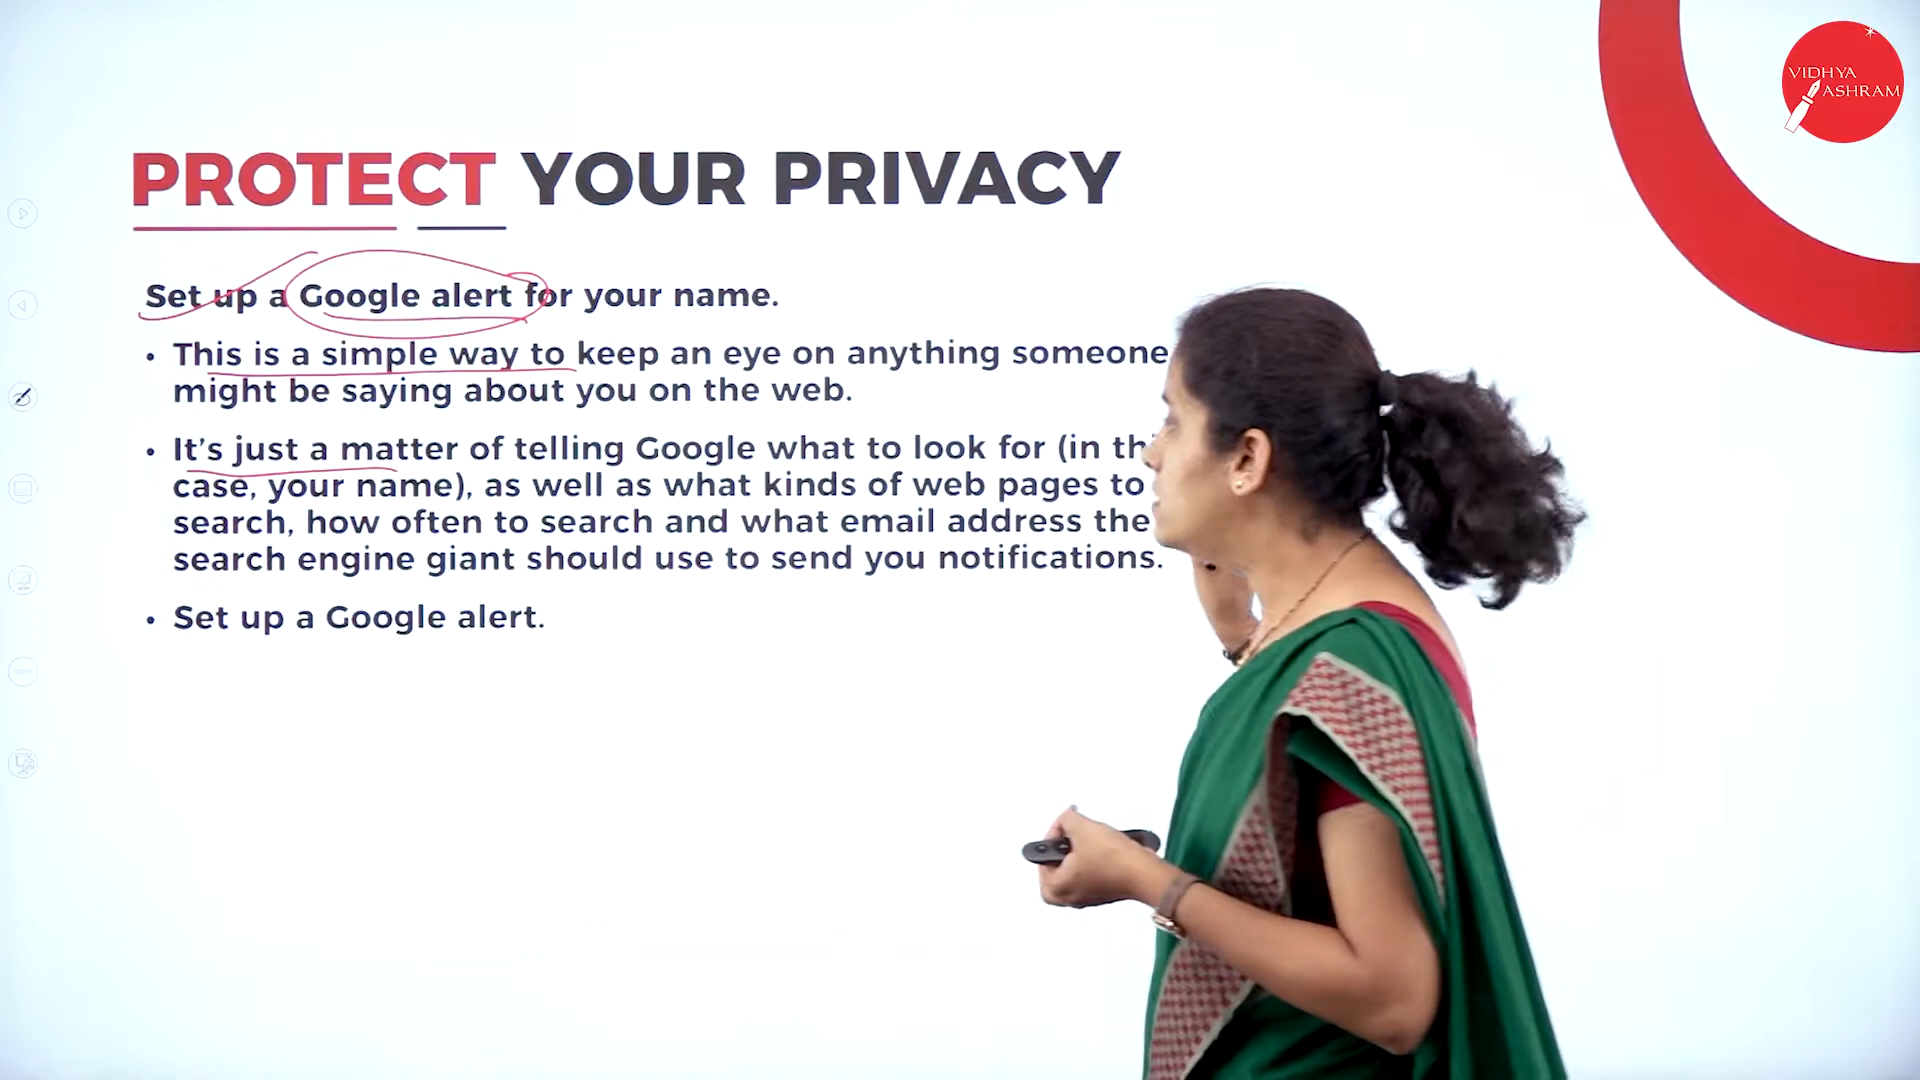 VIDHYA
ASHRAM
PROTECT YOUR PRIVACY
Set up a Google alert for your name.
• This is a simple way to keep an eye on anything someone
might be saying about you on the web.
• It's just a matter of telling Google what to look for (in
case, your name), as well as what kinds of web pages to
search, how often to search and what email address the
search engine giant should use to send you notifications.
• Set up a Google alert.